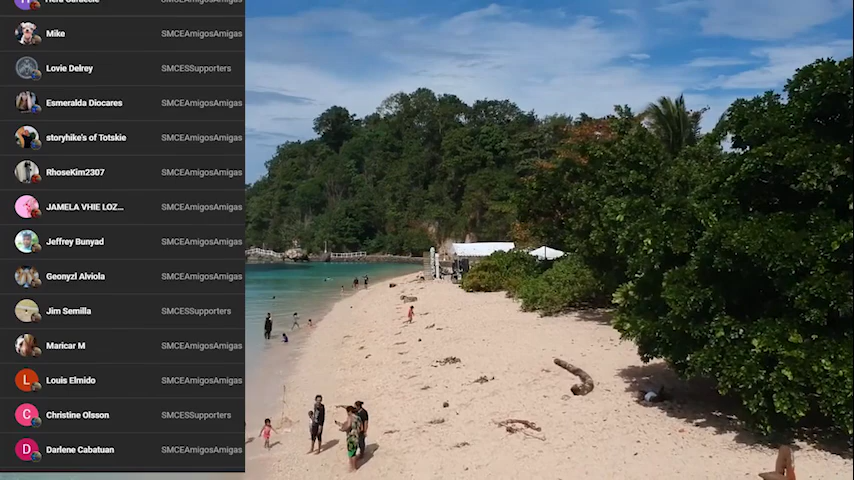 Mike SMCEAmigosAmigas
Lovie Delrey SMCESSupporters
Esmeralda Diocares SMCEAmigosAmigas
storyhike's of Totskie SMCEAmigosAmigas
RhoseKim2307 SMCEAmigosAmigas
JAMELA VHIE LOZ... SMCEAmigosAmigas
Jeffrey Bunyad SMCEAmigosAmigas
Geonyzl Alviola SMCEAmigosAmigas
Jim Semilla SMCESSupporters
Maricar M SMCEAmigosAmigas
L Louis Elmido SMCEAmigosAmigas
C Christine Olsson SMCESSupporters
D Darlene Cabatuan SMCEAmigosAmigas